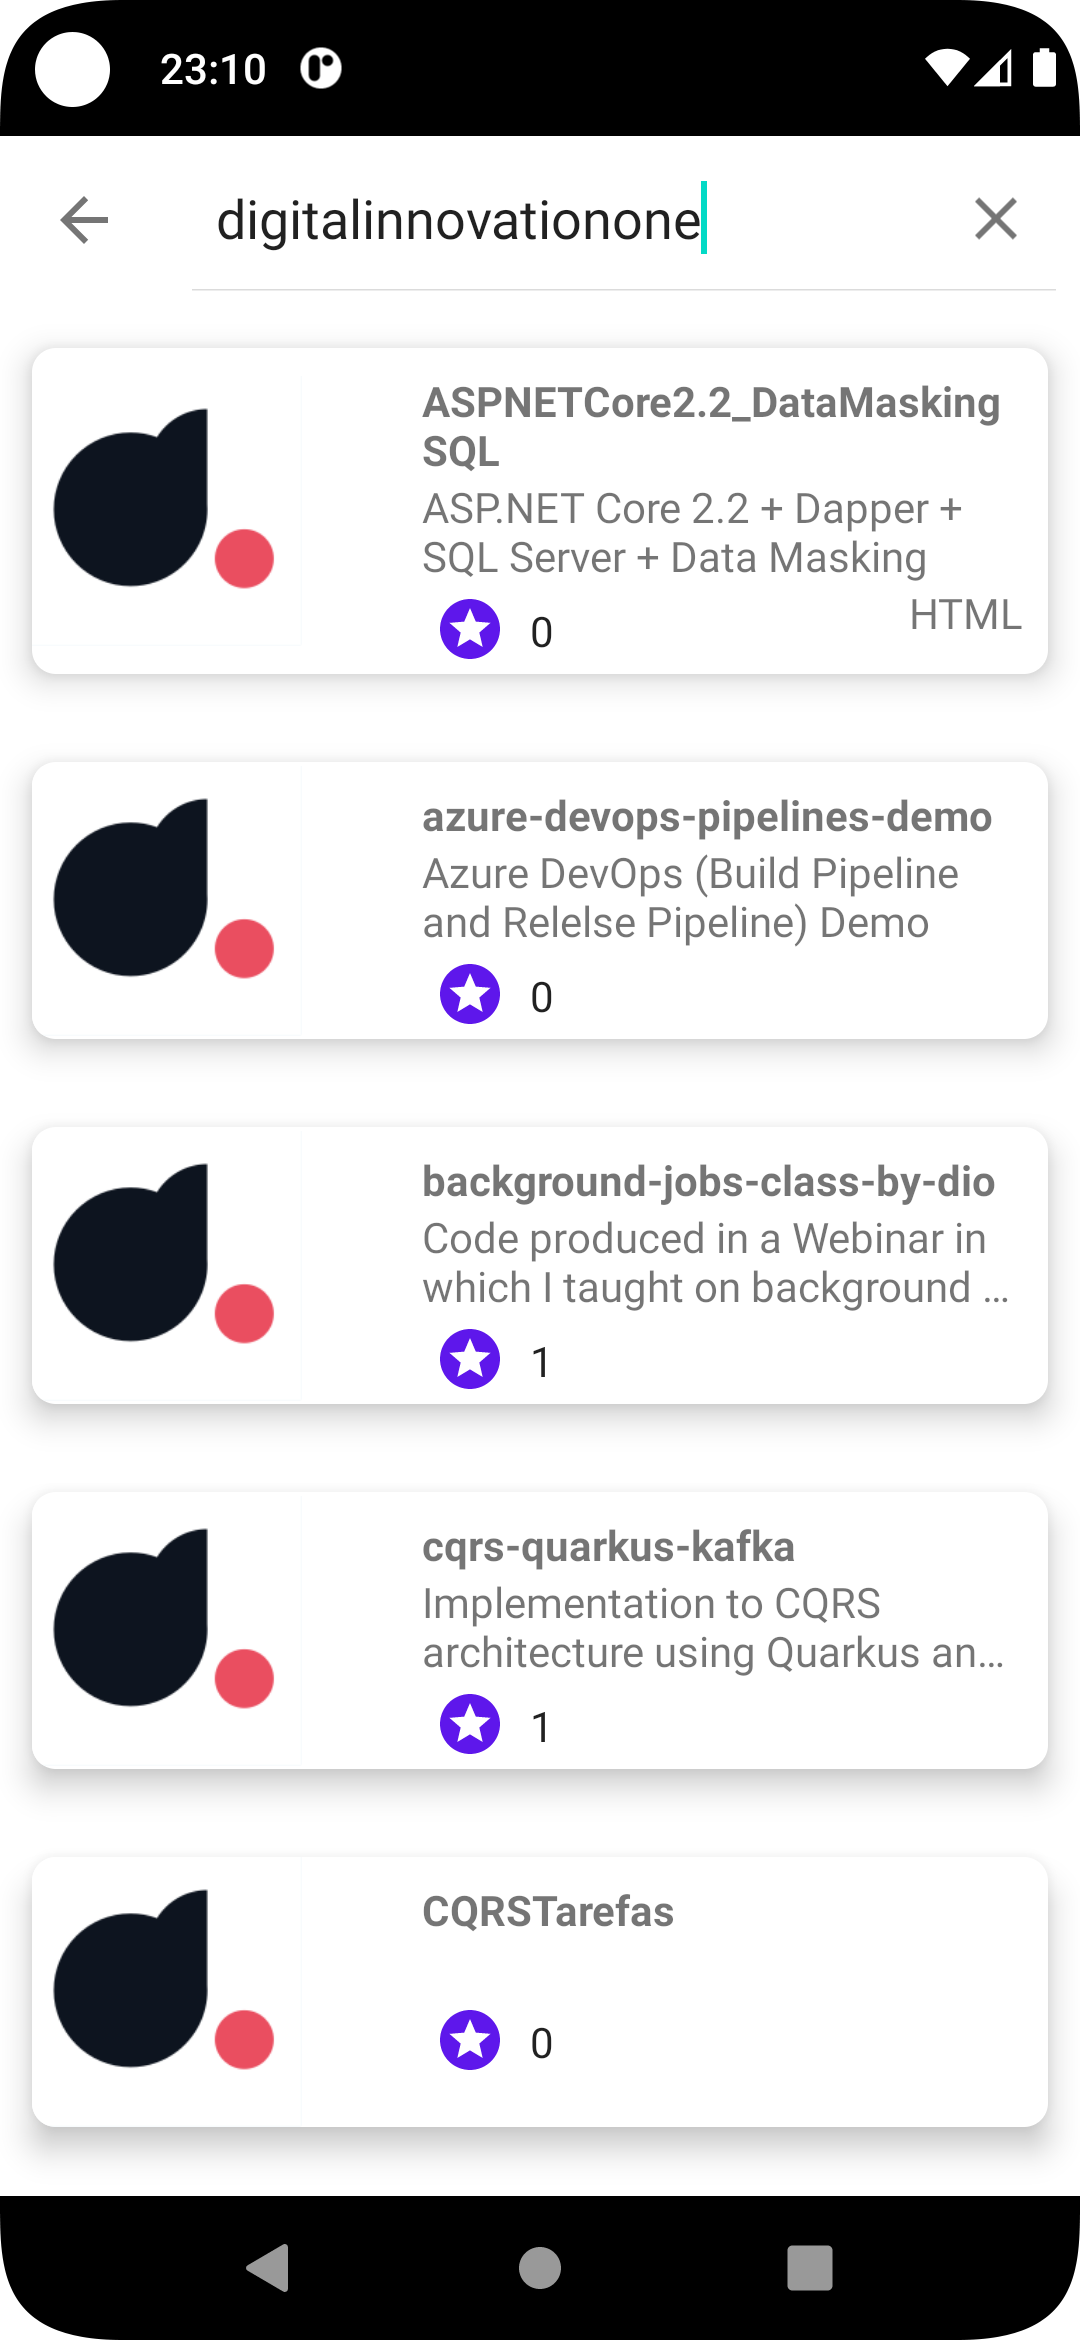 23:10
digitalinnovationone
ASPNETCore2.2_DataMasking
SQL
ASP.NET Core 2.2 + Dapper +
SQL Server + Data Masking
0
HTML
azure-devops-pipelines-demo
Azure DevOps (Build Pipeline
and Relelse Pipeline) Demo
0
background-jobs-class-by-dio
Code produced in a Webinar in
which I taught on background …
1
cqrs-quarkus-kafka
Implementation to CQRS
architecture using Quarkus an…
1
CQRSTarefas
0